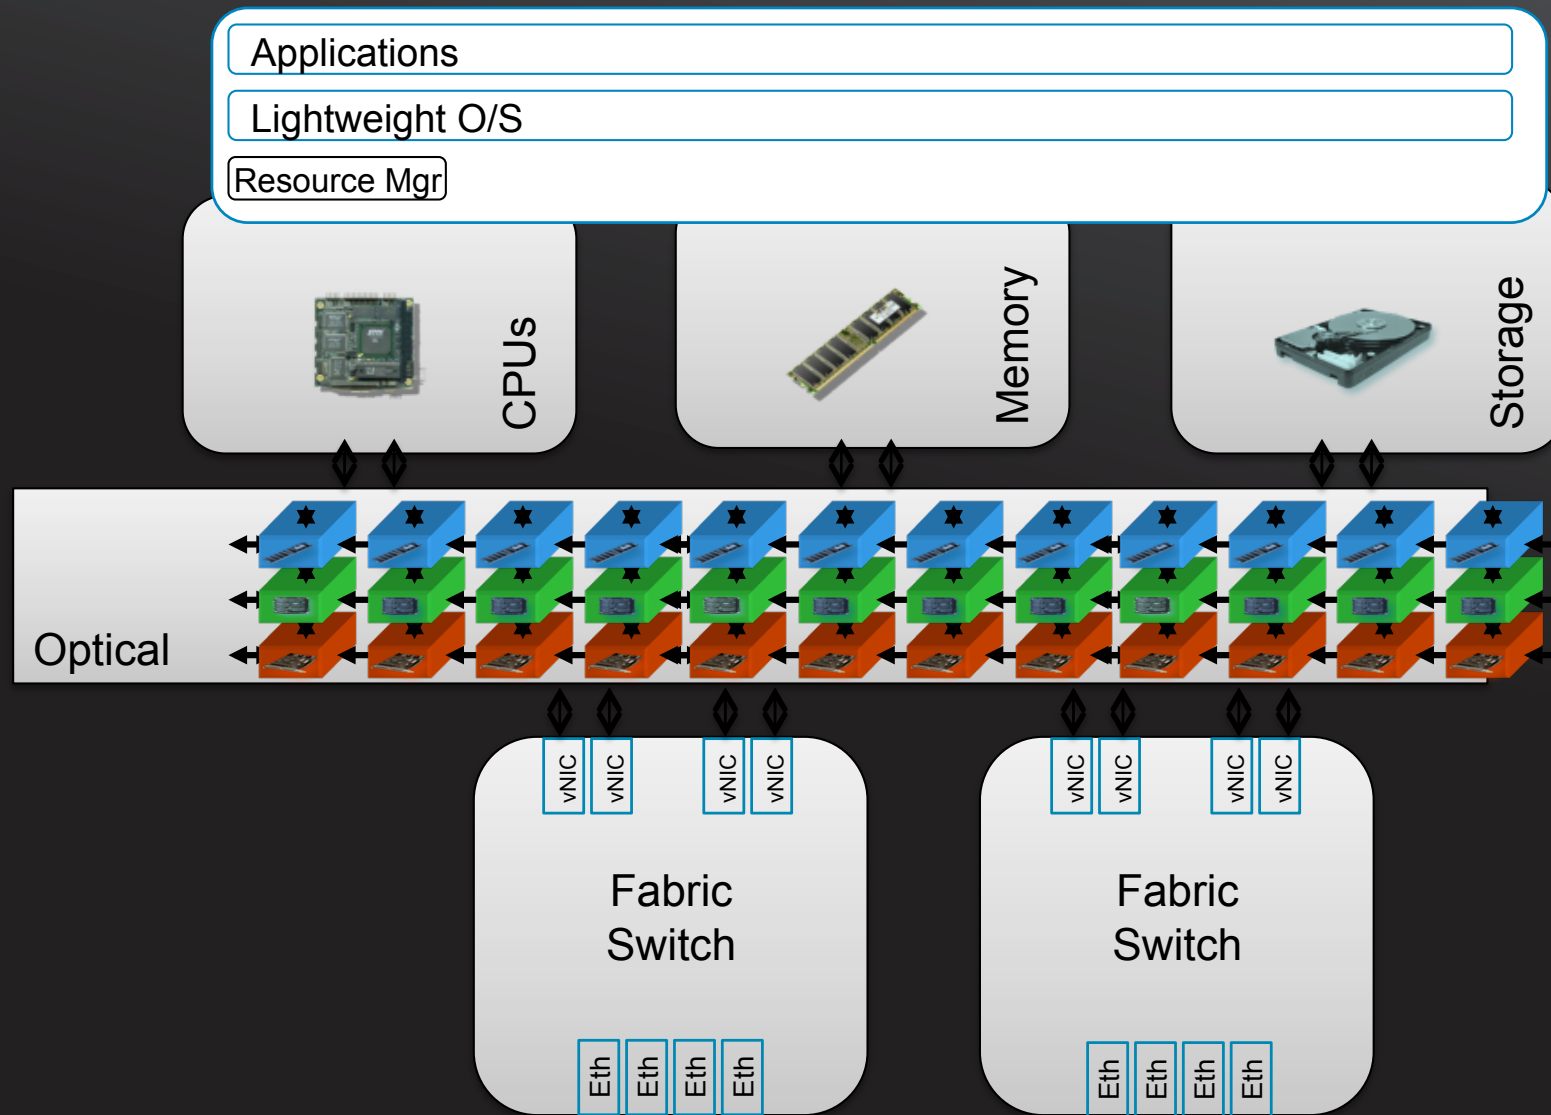 Applications
Lightweight O/S
Resource Mgr
CPUs
Memory
Storage
Optical
vNIC
vNIC
vNIC
vNIC
vNIC
vNIC
vNIC
vNIC
Fabric
Switch
Fabric
Switch
Eth
Eth
Eth
Eth
Eth
Eth
Eth
Eth